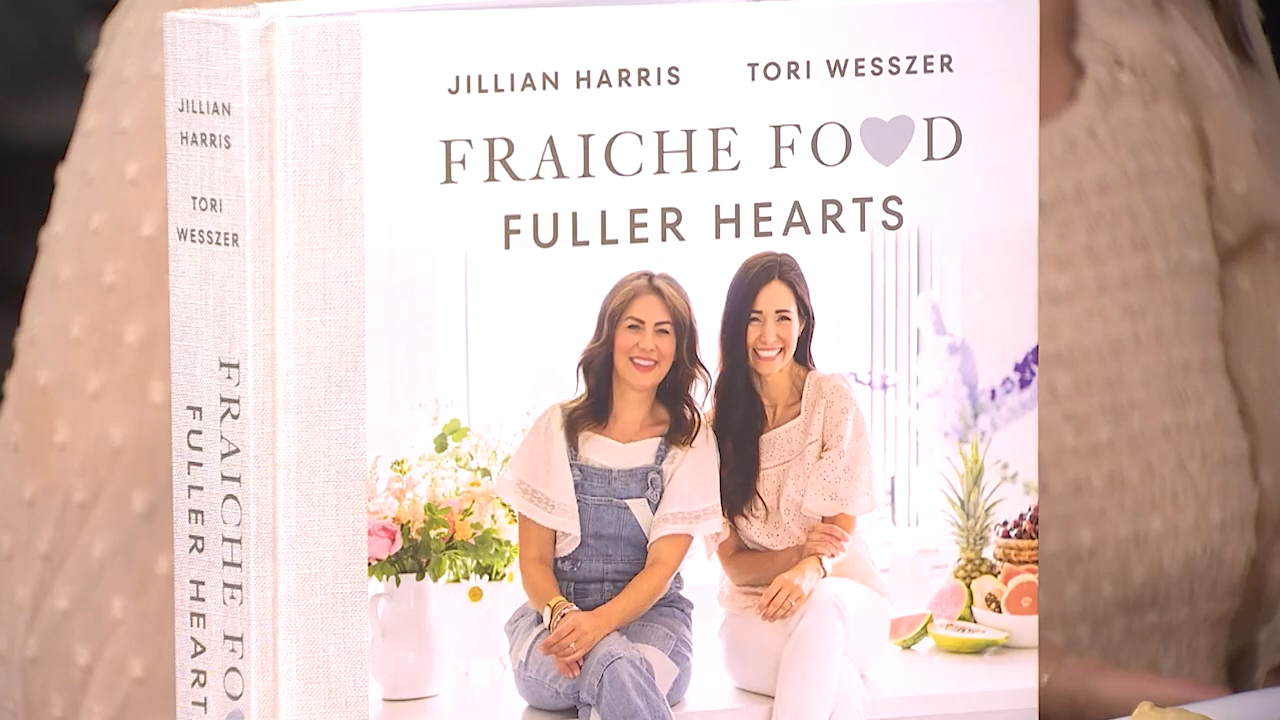 JILLIAN HARRIS TORI WESSZER
FRAICHE FOOD
FULLER HEARTS
JILLIAN
HARRIS
TORI
WESSZER
FRAICHE FO
FULLER HEART